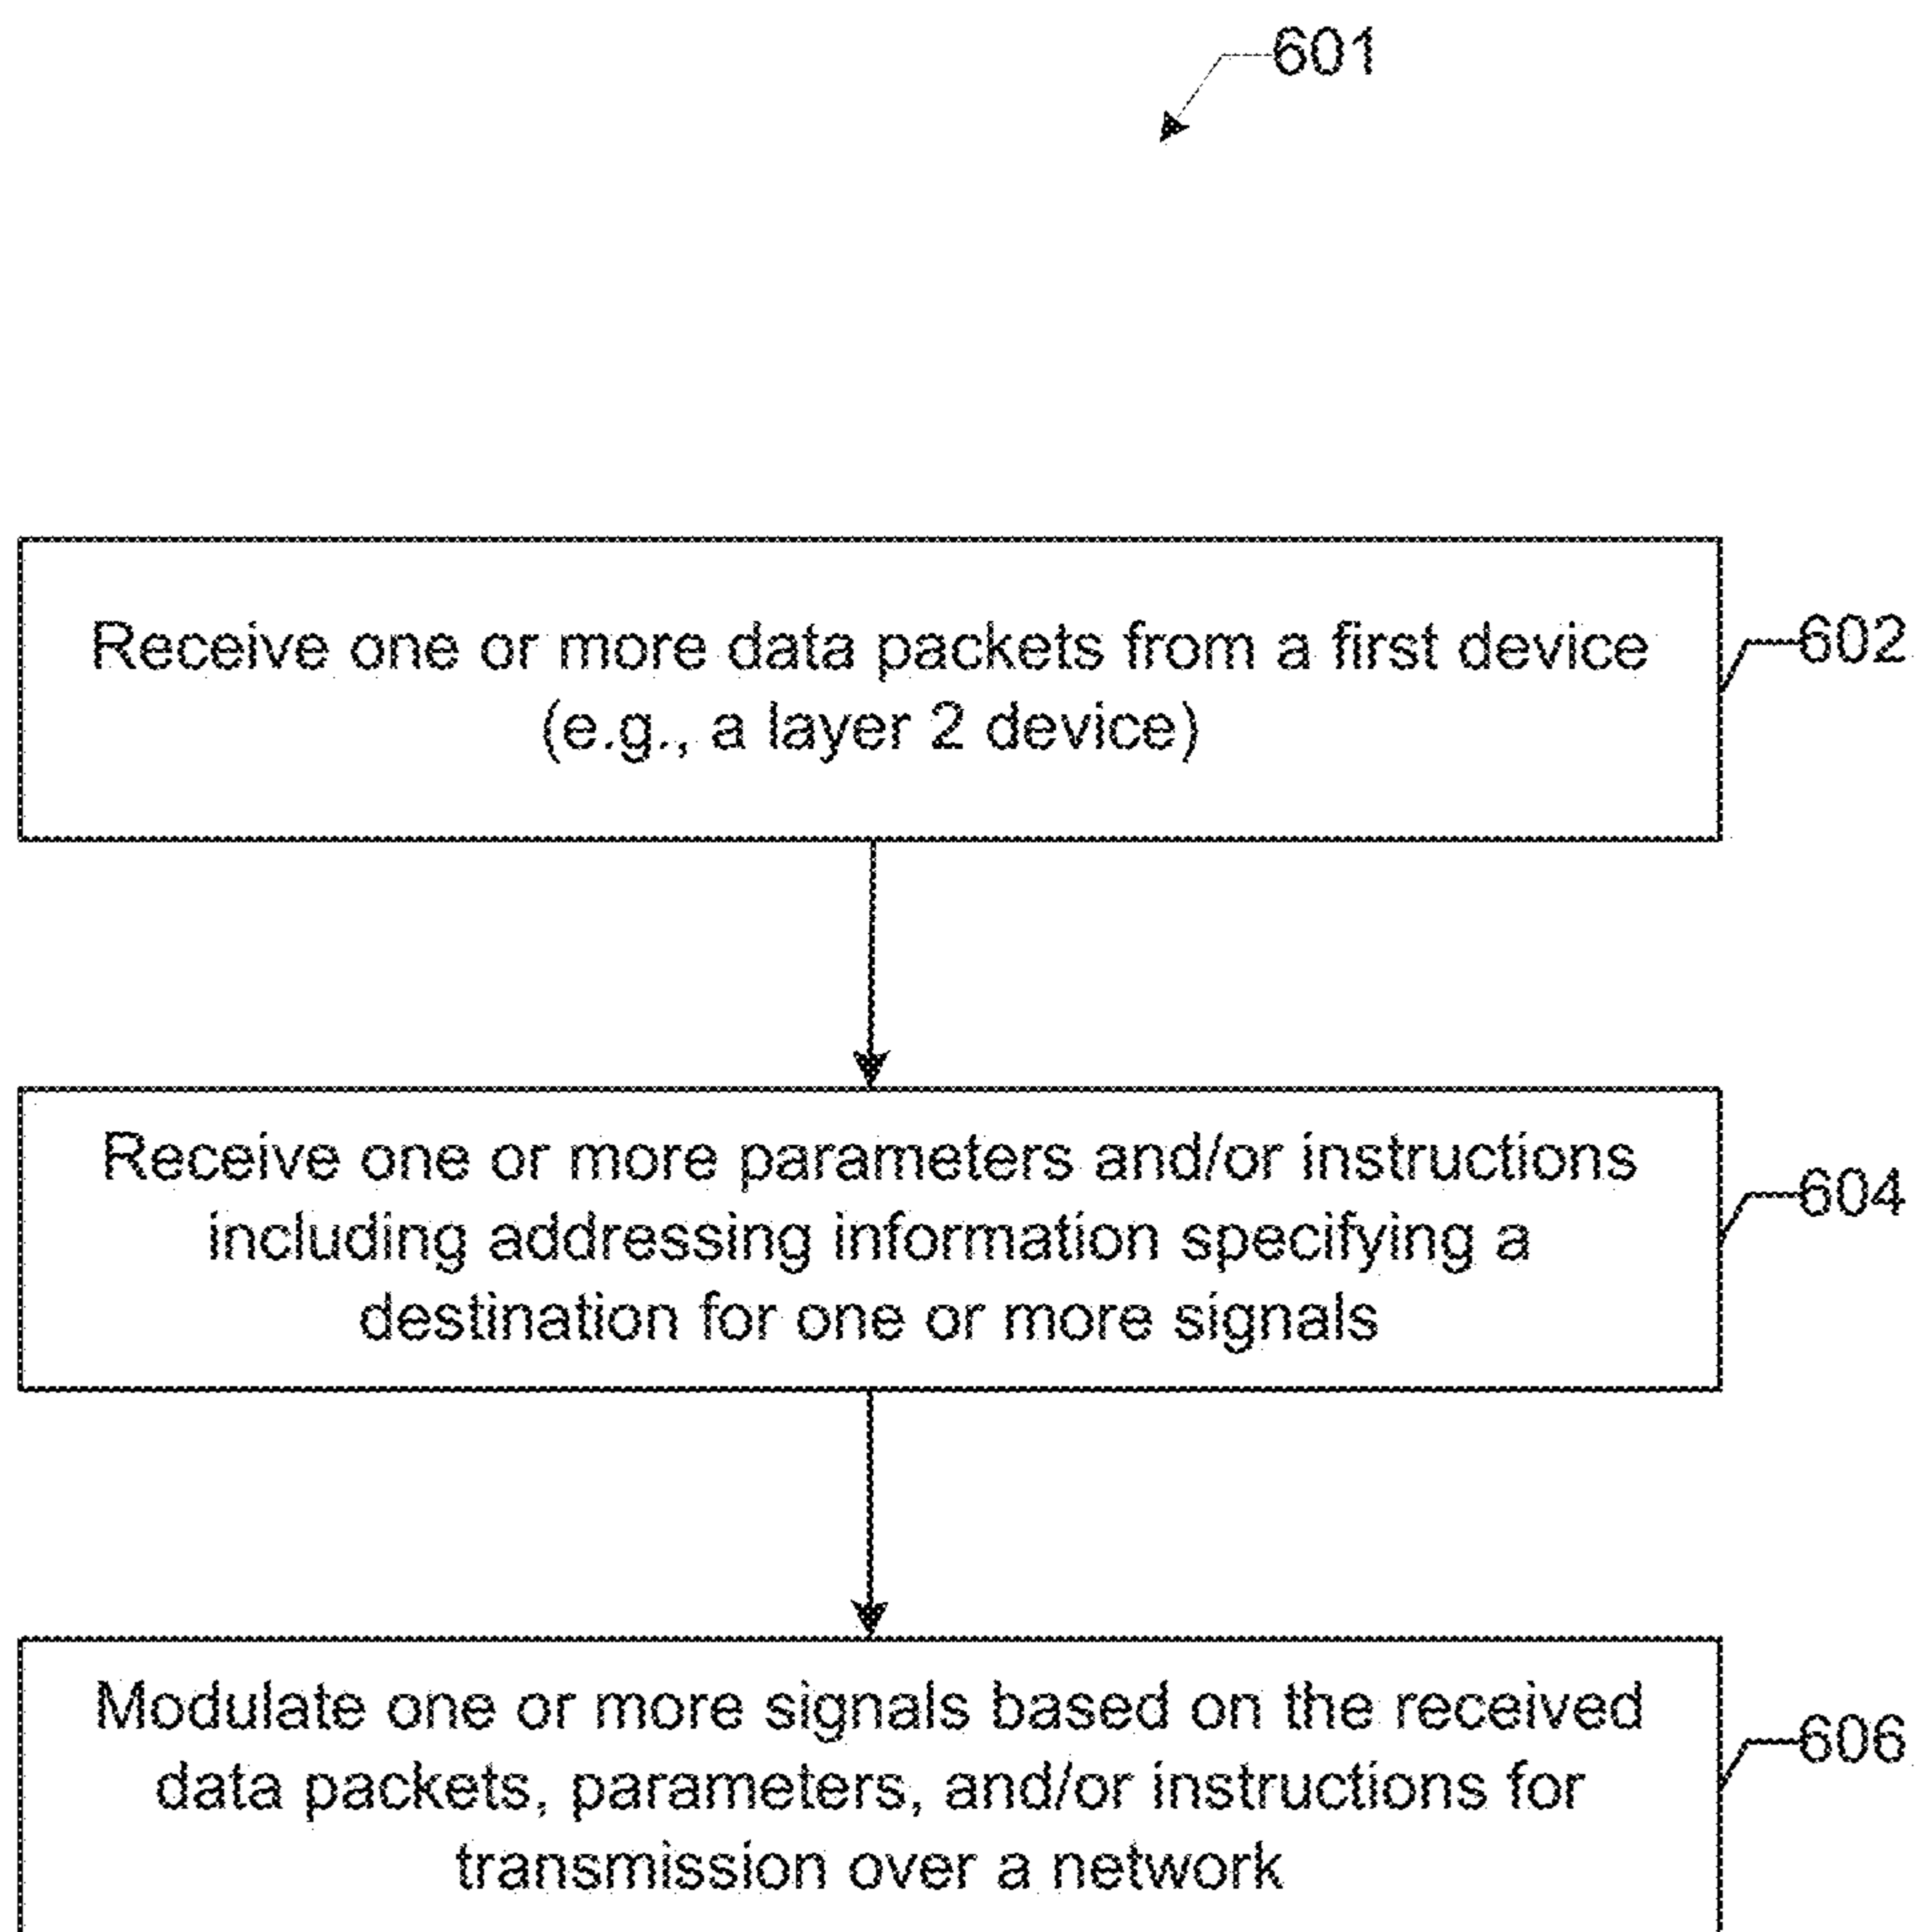 601
Receive one or more data packets from a first device
(e.g., a layer 2 device)
602
Receive one or more parameters and/or instructions
including addressing information specifying a
destination for one or more signals
604
Modulate one or more signals based on the received
data packets, parameters, and/or instructions for
transmission over a network
606